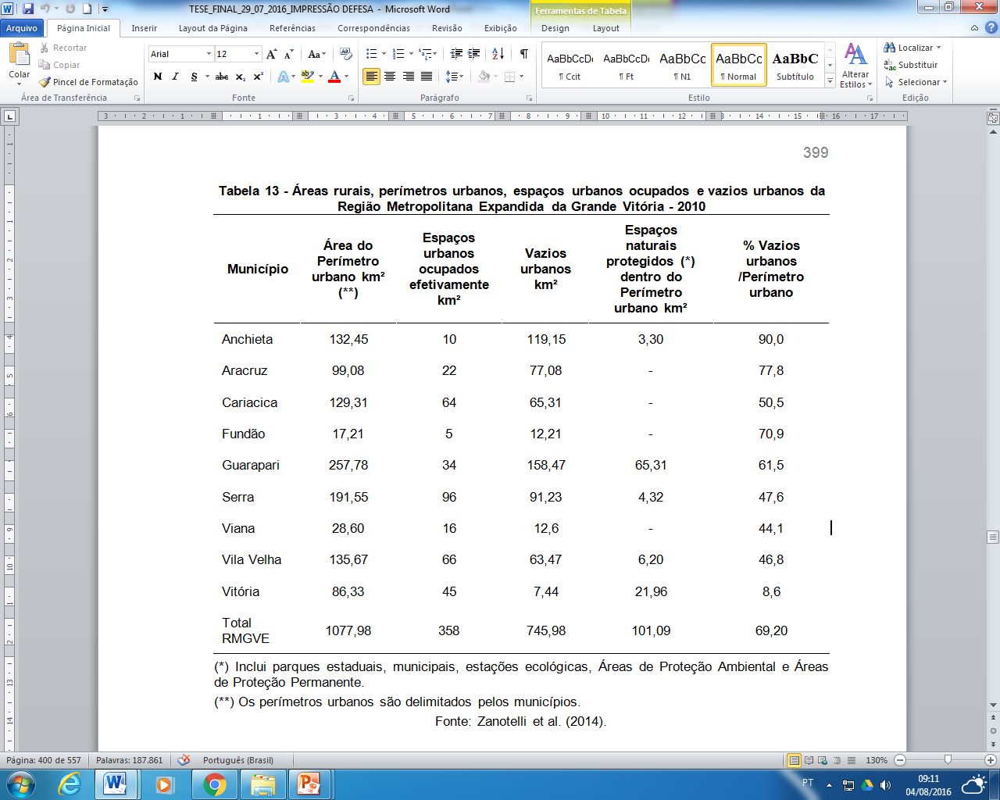 TESE_FINAL_29_07_2016_IMPRESSÃO DEFESA - Microsoft Word
Ferramentas de Tabela
Arquivo Página Inicial Inserir Layout da Página Referências Correspondências Revisão Exibição Design Layout
Colar
Recortar
Copiar
Pincel de Formatação
Área de Transferência
Arial 12
Fonte
Parágrafo
AaBbCcDc AaBbCcDc AaBbCc AaBbCc AaBbC
¶ Ccit ¶ Ft ¶ N1 ¶ Normal Subtítulo
Alterar
Estilos
Estilo
Localizar
Substituir
Selecionar
Edição
399
Tabela 13 - Áreas rurais, perímetros urbanos, espaços urbanos ocupados e vazios urbanos da
Região Metropolitana Expandida da Grande Vitória - 2010
Município
Área do
Perímetro
urbano km²
(**)
Espaços
urbanos
ocupados
efetivamente
km²
Vazios
urbanos
km²
Espaços
naturais
protegidos (*)
dentro do
Perímetro
urbano km²
% Vazios
urbanos
/Perímetro
urbano
Anchieta 132,45 10 119,15 3,30 90,0
Aracruz 99,08 22 77,08 - 77,8
Cariacica 129,31 64 65,31 - 50,5
Fundão 17,21 5 12,21 - 70,9
Guarapari 257,78 34 158,47 65,31 61,5
Serra 191,55 96 91,23 4,32 47,6
Viana 28,60 16 12,6 - 44,1
Vila Velha 135,67 66 63,47 6,20 46,8
Vitória 86,33 45 7,44 21,96 8,6
Total
RMGVE 1077,98 358 745,98 101,09 69,20
(*) Inclui parques estaduais, municipais, estações ecológicas, Áreas de Proteção Ambiental e Áreas
de Proteção Permanente.
(**) Os perímetros urbanos são delimitados pelos municípios.
Fonte: Zanotelli et al. (2014).
Página: 400 de 557 Palavras: 187.861 Português (Brasil) 130%
PT 09:11
04/08/2016